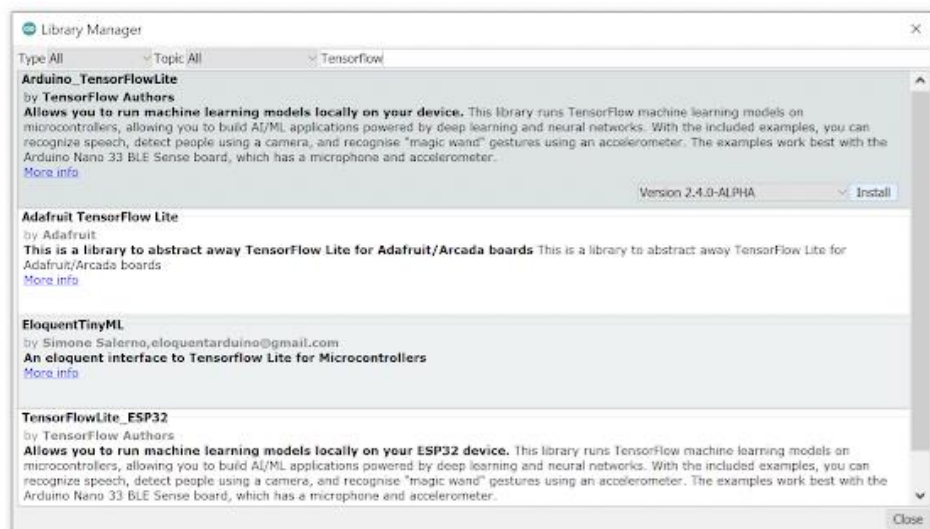 Library Manager
Type All Topic All Tensorflow
Arduino_TensorFlowLite
by TensorFlow Authors
Allows you to run machine learning models locally on your device. This library runs TensorFlow machine learning models on
microcontrollers, allowing you to build AI/ML applications powered by deep learning and neural networks. With the included examples, you can
recognize speech, detect people using a camera, and recognise "magic wand" gestures using an accelerometer. The examples work best with the
Arduino Nano 33 BLE Sense board, which has a microphone and accelerometer.
More info
Version 2.4.0-ALPHA Install
Adafruit TensorFlow Lite
by Adafruit
This is a library to abstract away TensorFlow Lite for Adafruit/Arcada boards This is a library to abstract away TensorFlow Lite for
Adafruit/Arcada boards
More info
EloquentTinyML
by Simone Salerno,eloquentarduino@gmail.com
An eloquent interface to Tensorflow Lite for Microcontrollers
More info
TensorFlowLite_ESP32
by TensorFlow Authors
Allows you to run machine learning models locally on your ESP32 device. This library runs TensorFlow machine learning models on
microcontrollers, allowing you to build AI/ML applications powered by deep learning and neural networks. With the included examples, you can
recognize speech, detect people using a camera, and recognise "magic wand" gestures using an accelerometer. The examples work best with the
Arduino Nano 33 BLE Sense board, which has a microphone and accelerometer.
Close